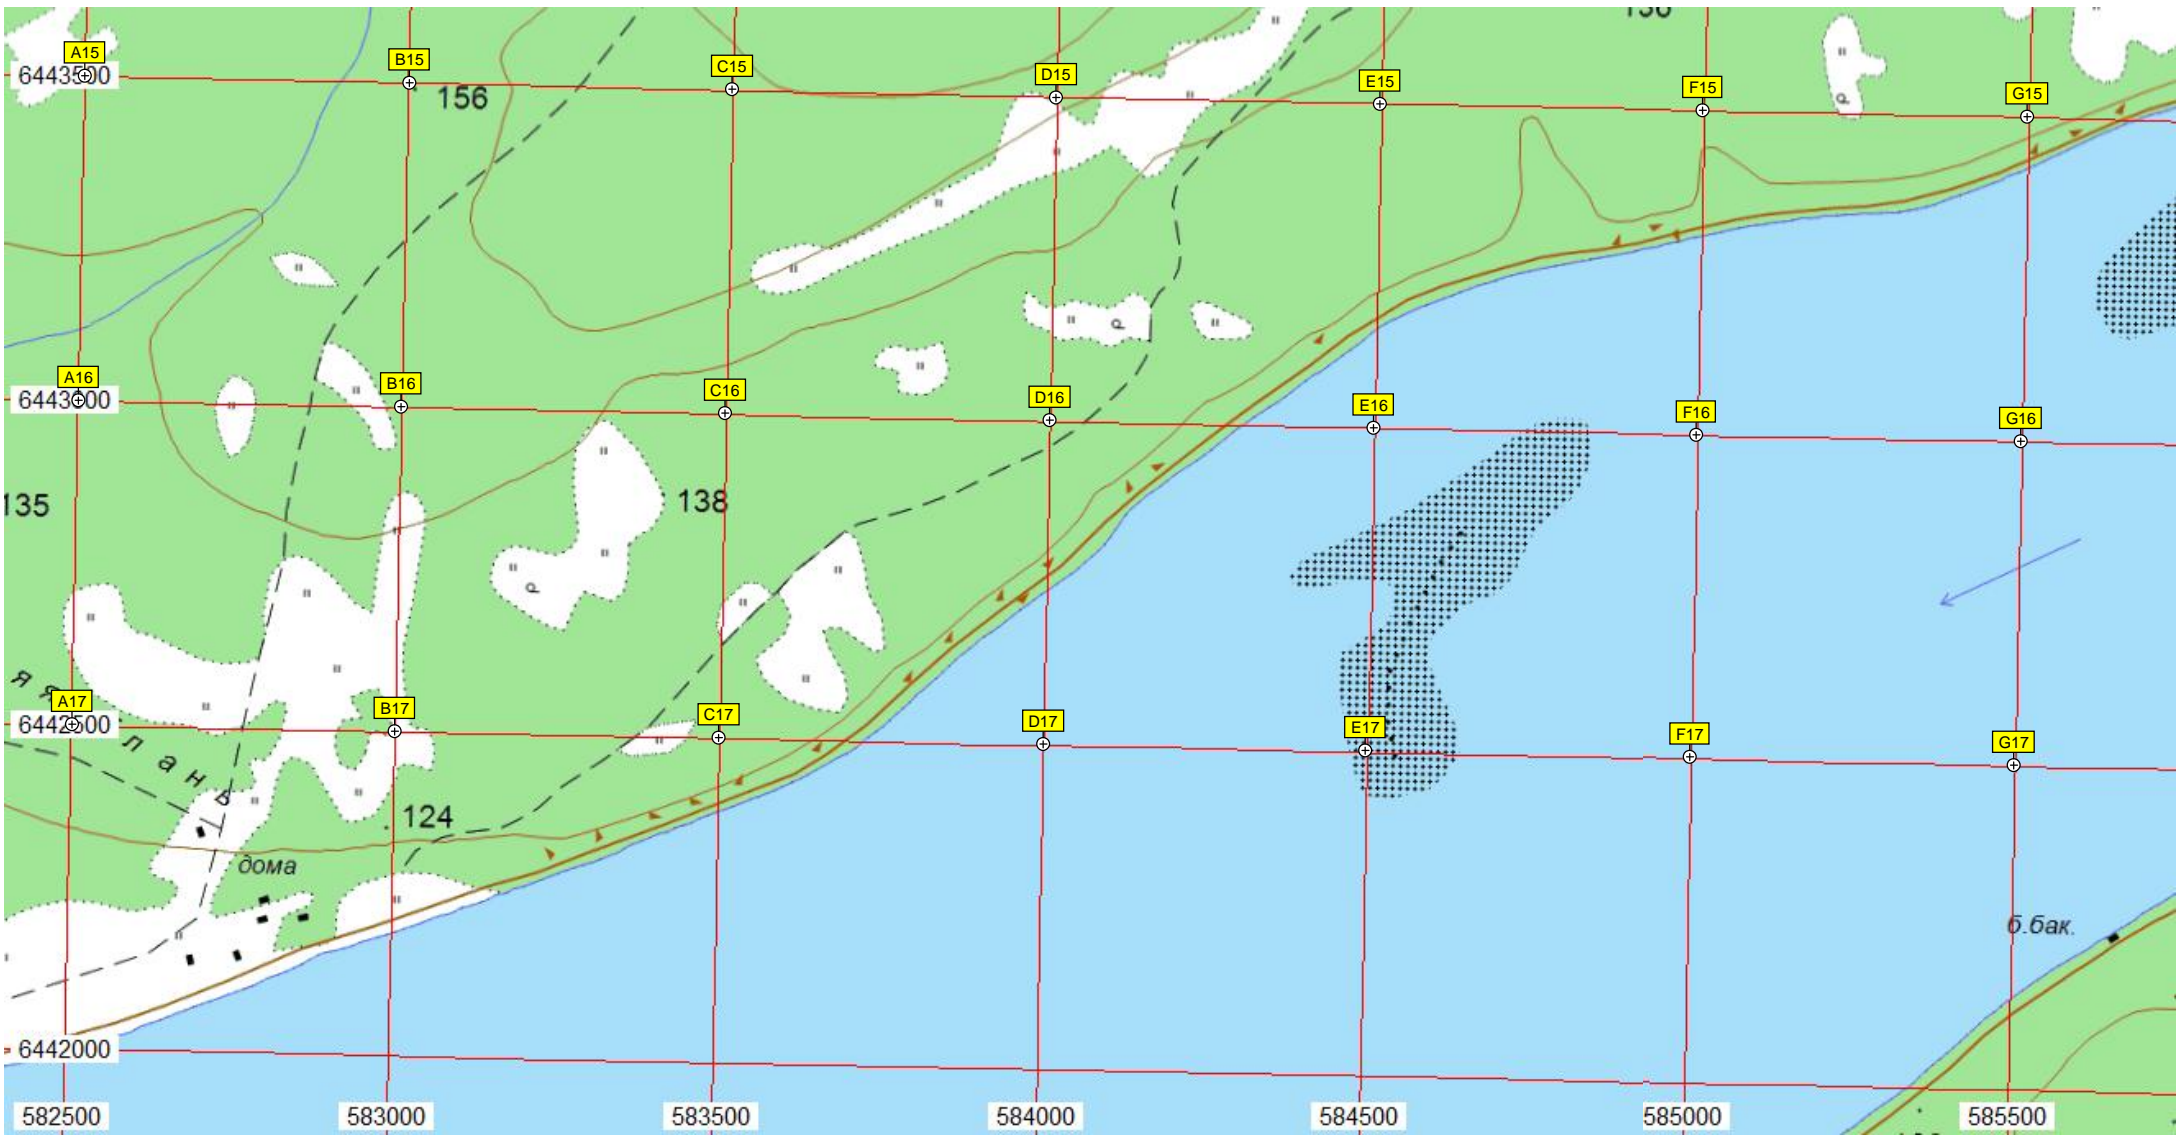 136
A15 B15 C15 D15 E15 F15 G15
6443500
156
р
р
A16 B16 C16 D16 E16 F16 G16
6443000
135
138
р
я я
A17 B17 C17 D17 E17 F17 G17
6442500
л а н ь
124
дома
б.бак.
6442000
582500 583000 583500 584000 584500 585000 585500